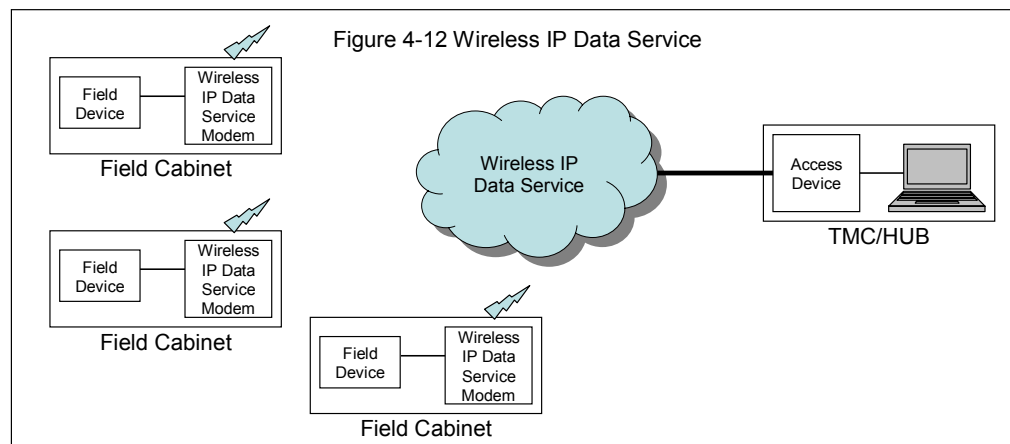 Figure 4-12 Wireless IP Data Service
Field
Device
Wireless
IP Data
Service
Modem
Field Cabinet
Field
Device
Wireless
IP Data
Service
Modem
Field Cabinet
Field
Device
Wireless
IP Data
Service
Modem
Field Cabinet
Wireless IP
Data Service
Access
Device
TMC/HUB